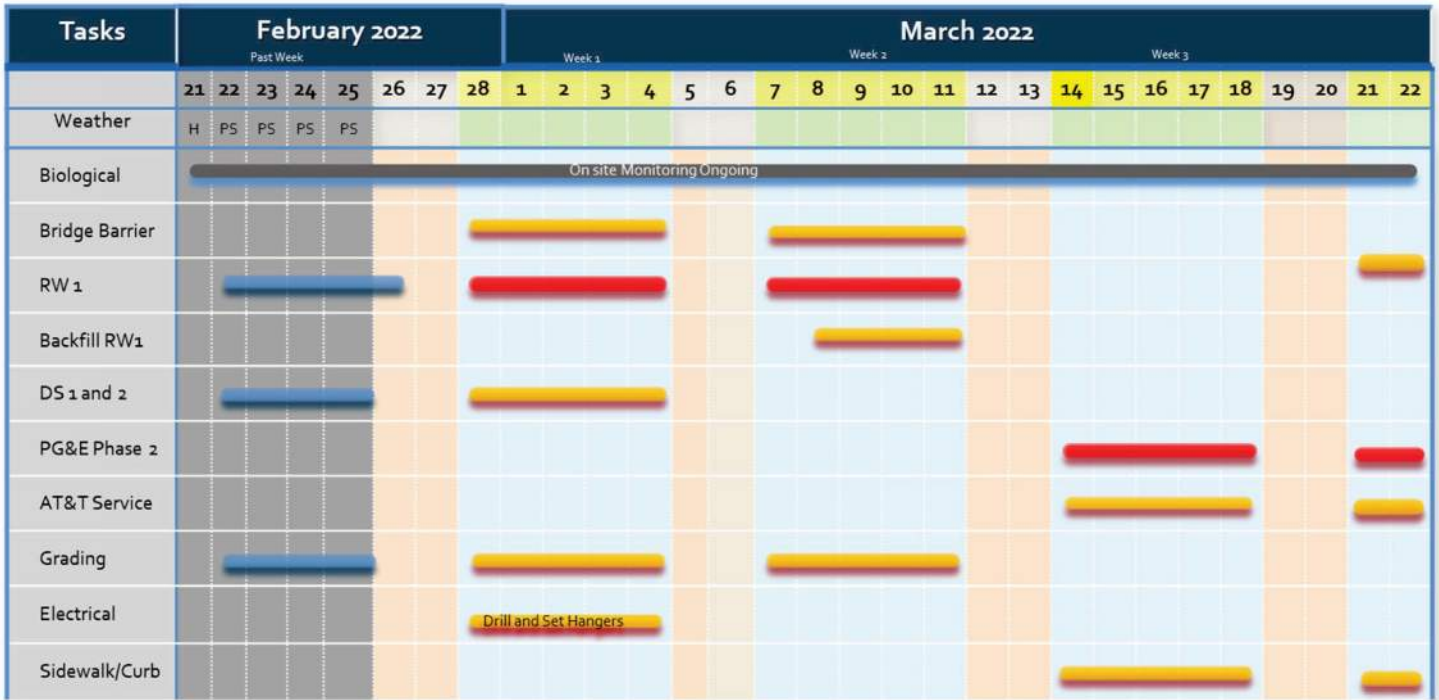 Tasks February 2022 March 2022
Past Week Week 1 Week 2 Week 3
21 22 23 24 25 26 27 28 1 2 3 4 5 6 7 8 9 10 11 12 13 14 15 16 17 18 19 20 21 22
Weather H PS PS PS PS
Biological On site Monitoring Ongoing
Bridge Barrier
RW 1
Backfill RW1
DS 1 and 2
PG&E Phase 2
AT&T Service
Grading
Electrical Drill and Set Hangers
Sidewalk/Curb